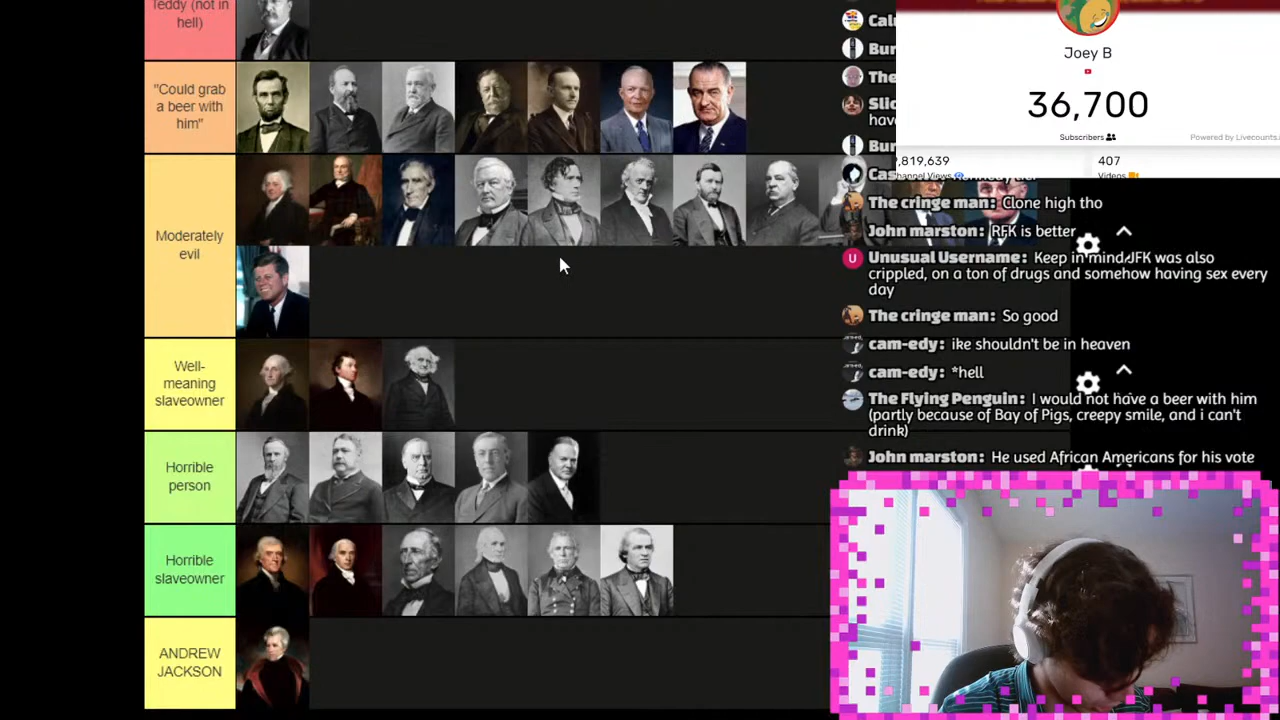 Teddy (not in
hell)
"Could grab
a beer with
him"
Moderately
evil
Well-
meaning
slaveowner
Horrible
person
Horrible
slaveowner
ANDREW
JACKSON
Joey B
36,700
Subscribers
Powered by
,819,639
407
Videos
The cringe man: Clone high tho
John marston: RFK is better
Unusual Username: Keep in mind JFK was also
crippled, on a ton of drugs and somehow having sex every
day
The cringe man: So good
cam-edy: ike shouldn't be in heaven
cam-edy: *hell
The Flying Penguin: I would not have a beer with him
(partly because of Bay of Pigs, creepy smile, and i can't
drink)
John marston: He used African Americans for his vote